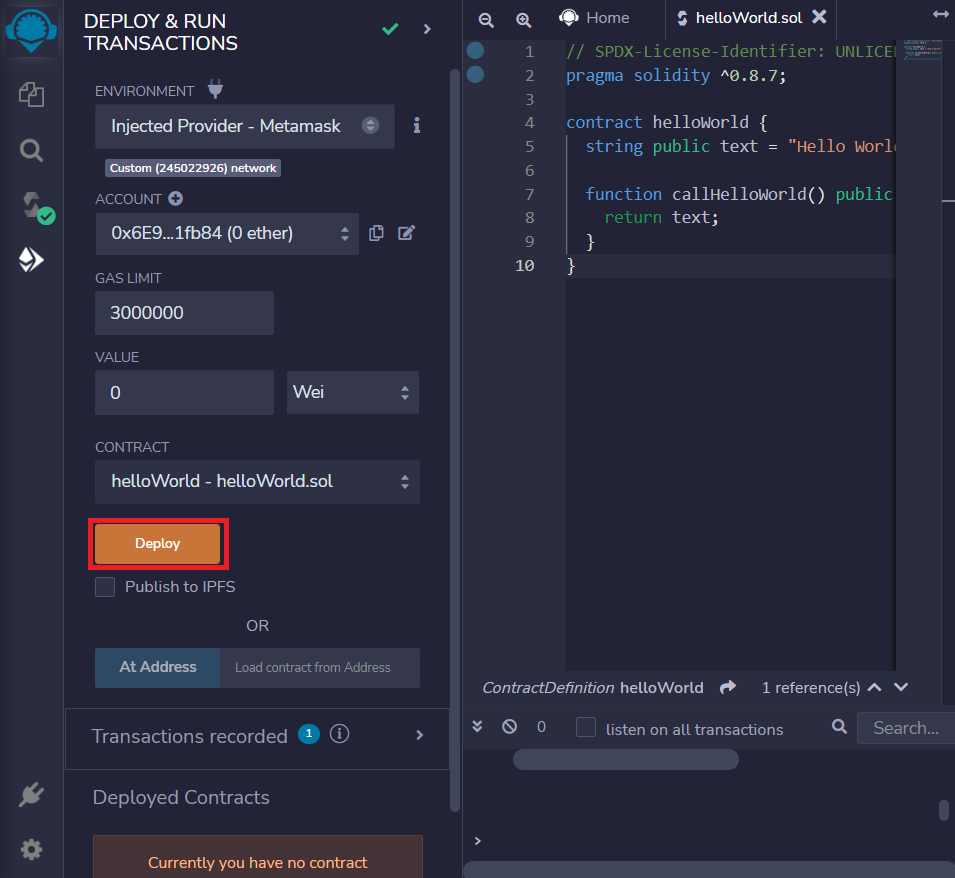 DEPLOY & RUN
TRANSACTIONS
ENVIRONMENT
Injected Provider - Metamask
Custom (245022926) network
ACCOUNT
0x6E9...1fb84 (0 ether)
GAS LIMIT
3000000
VALUE
0
Wei
CONTRACT
helloWorld - helloWorld.sol
Deploy
Publish to IPFS
OR
At Address
Load contract from Address
Transactions recorded 1
Deployed Contracts
Currently you have no contract
Home
helloWorld.sol
1 // SPDX-License-Identifier: UNLICE
2 pragma solidity ^0.8.7;
3
4 contract helloWorld {
5 string public text = "Hello Worl
6
7 function callHelloWorld() public
8 return text;
9 }
10 }
ContractDefinition helloWorld 1 reference(s)
0 listen on all transactions Search...
>